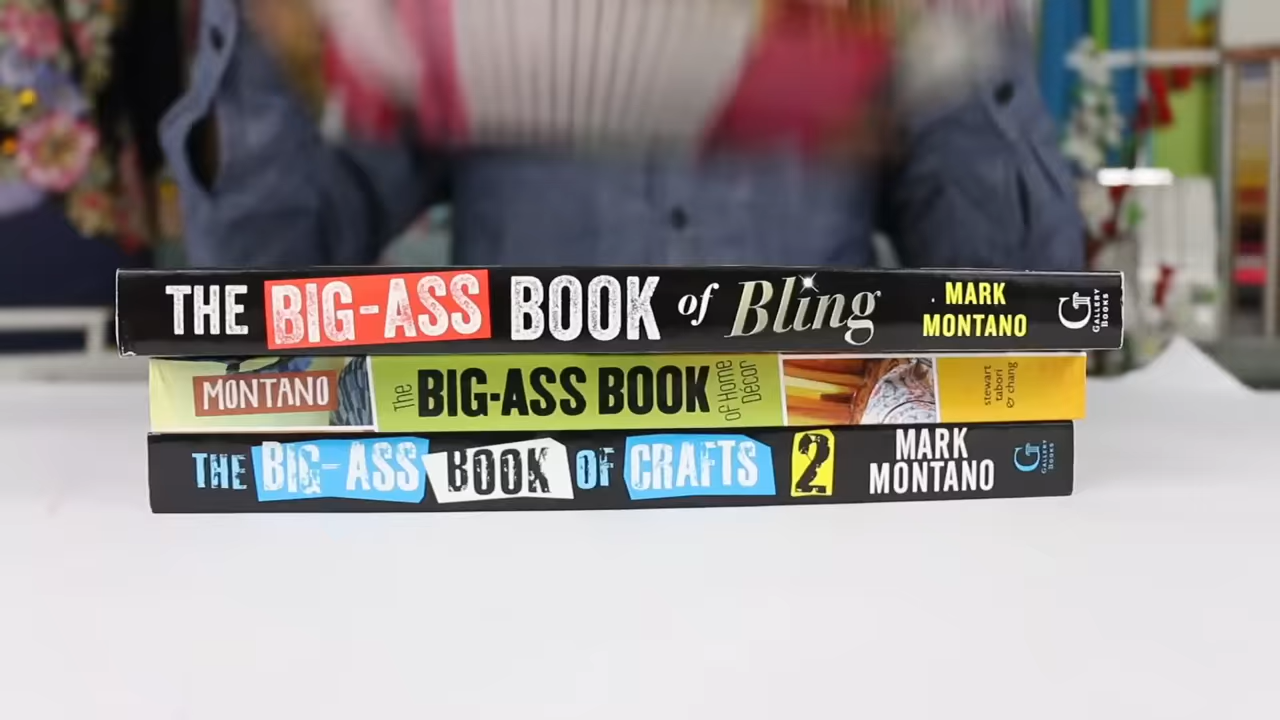 THE BIG-ASS BOOK of Bling
MARK
MONTANO
G
GALLERY
BOOKS
MONTANO
The BIG-ASS BOOK of Home
Décor
stewart
tabori
& chang
THE BIG-ASS BOOK OF CRAFTS 2
MARK
MONTANO
G
GALLERY
BOOKS